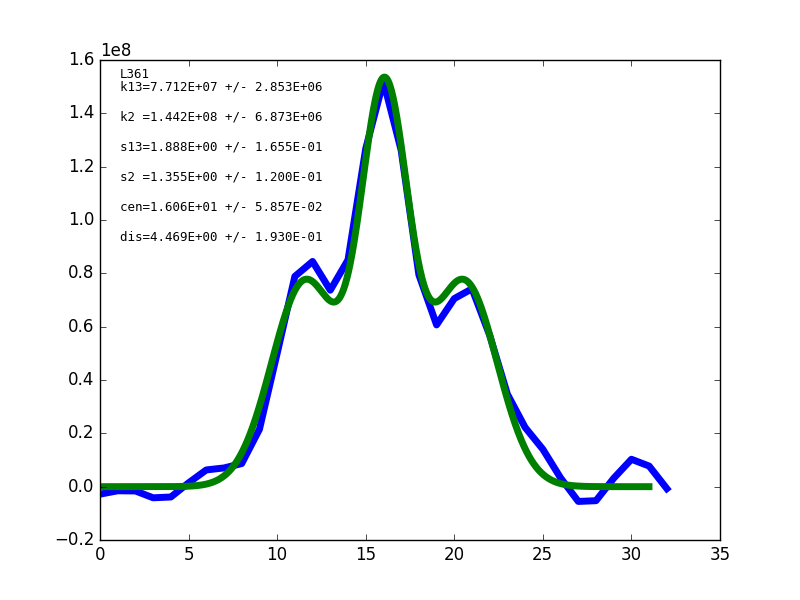 1e8
L361
k13=7.712E+07 +/- 2.853E+06
k2 =1.442E+08 +/- 6.873E+06
s13=1.888E+00 +/- 1.655E-01
s2 =1.355E+00 +/- 1.200E-01
cen=1.606E+01 +/- 5.857E-02
dis=4.469E+00 +/- 1.930E-01
1.6
1.4
1.2
1.0
0.8
0.6
0.4
0.2
0.0
−0.2
0 5 10 15 20 25 30 35